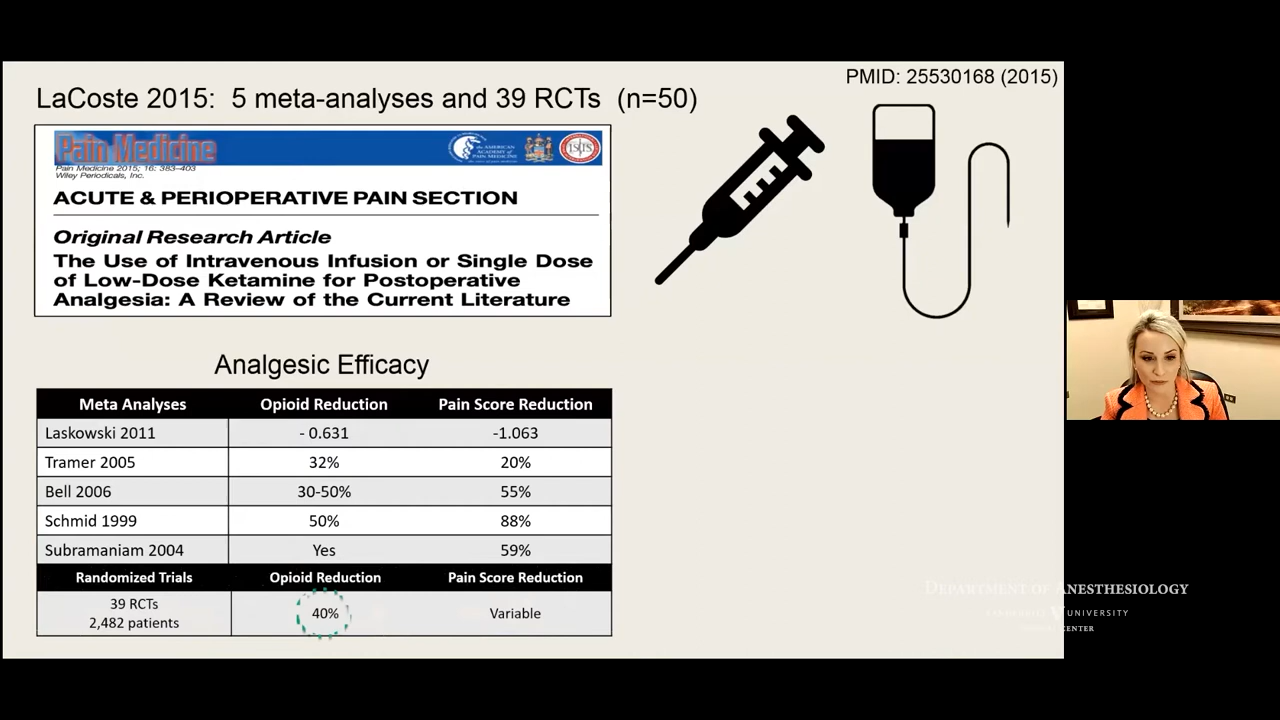 PMID: 25530168 (2015)
LaCoste 2015: 5 meta-analyses and 39 RCTs (n=50)
Pain Medicine
Pain Medicine 2015; 16: 383–403
Wiley Periodicals, Inc.
ACUTE & PERIOPERATIVE PAIN SECTION
Original Research Article
The Use of Intravenous Infusion or Single Dose
of Low-Dose Ketamine for Postoperative
Analgesia: A Review of the Current Literature
Analgesic Efficacy
Meta Analyses Opioid Reduction Pain Score Reduction
Laskowski 2011 - 0.631 -1.063
Tramer 2005 32% 20%
Bell 2006 30-50% 55%
Schmid 1999 50% 88%
Subramaniam 2004 Yes 59%
Randomized Trials Opioid Reduction Pain Score Reduction
39 RCTs
2,482 patients 40% Variable
DEPARTMENT OF ANESTHESIOLOGY
UNIVERSITY
CENTER